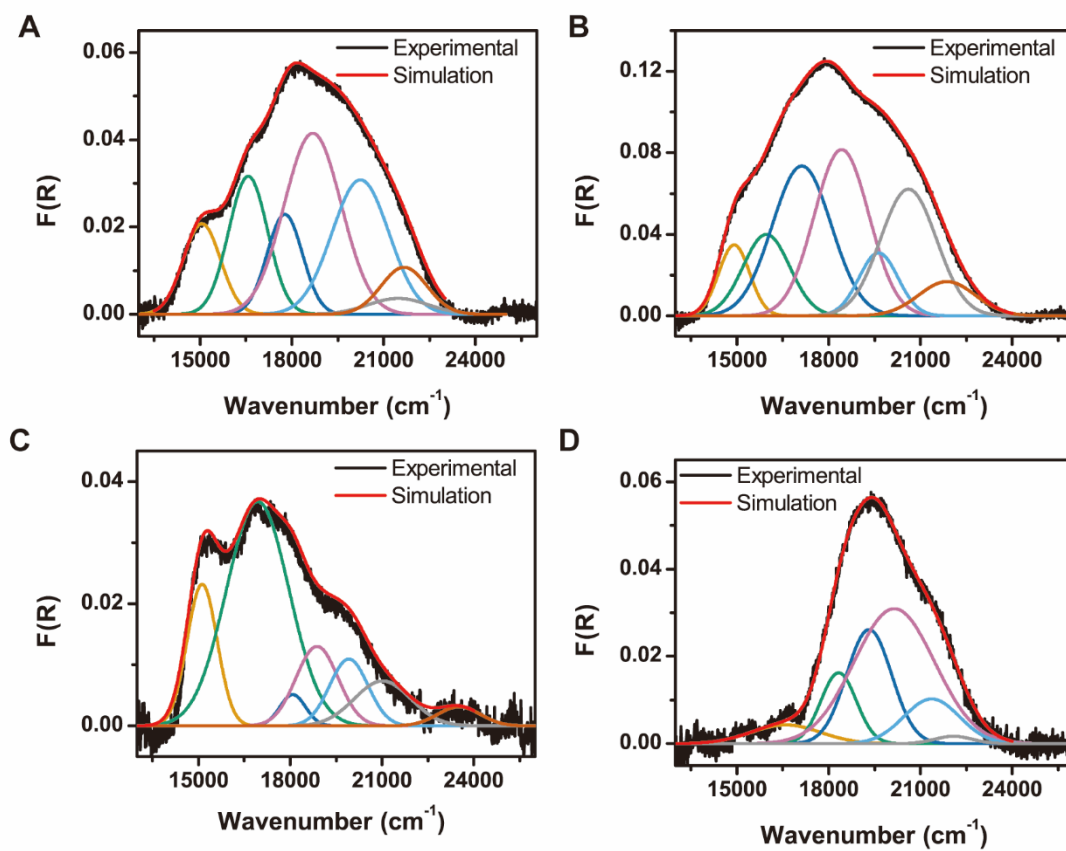 A
Experimental
Simulation
0.06
0.04
0.02
0.00
F(R)
15000 18000 21000 24000
Wavenumber (cm⁻¹)
B
Experimental
Simulation
0.12
0.08
0.04
0.00
F(R)
15000 18000 21000 24000
Wavenumber (cm⁻¹)
C
Experimental
Simulation
0.04
0.02
0.00
F(R)
15000 18000 21000 24000
Wavenumber (cm⁻¹)
D
Experimental
Simulation
0.06
0.04
0.02
0.00
F(R)
15000 18000 21000 24000
Wavenumber (cm⁻¹)